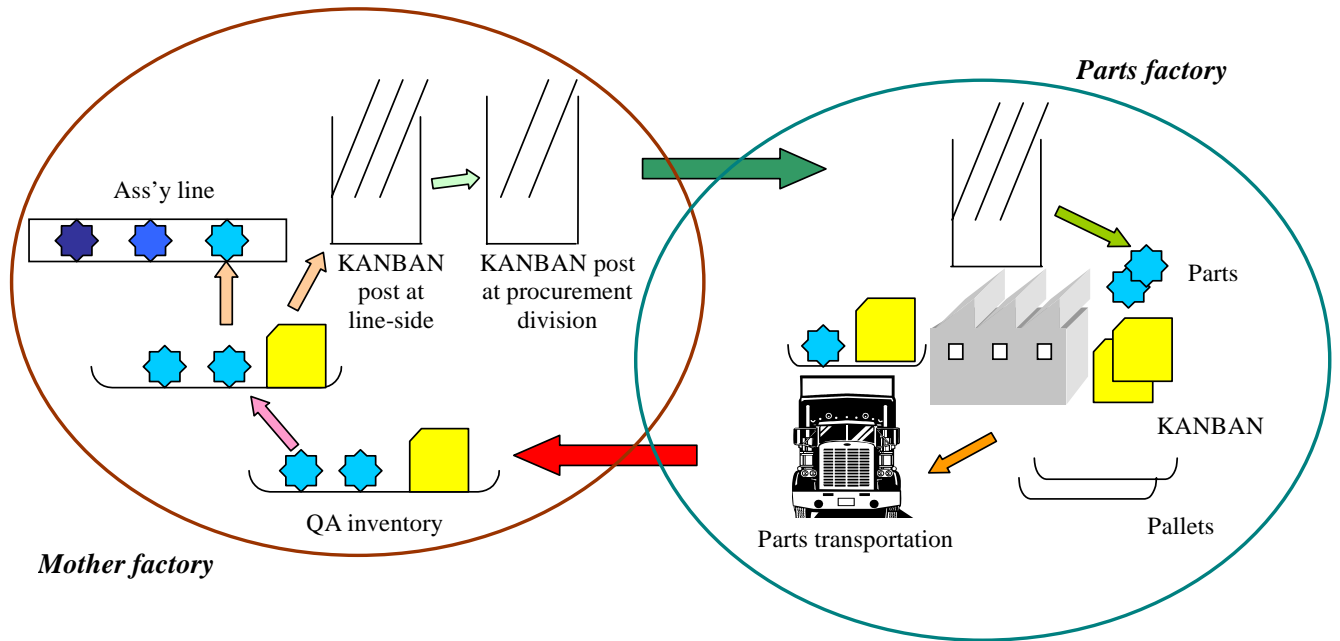 Parts factory
Ass’y line
KANBAN
post at
line-side
KANBAN post
at procurement
division
Parts
KANBAN
QA inventory
Parts transportation
Pallets
Mother factory